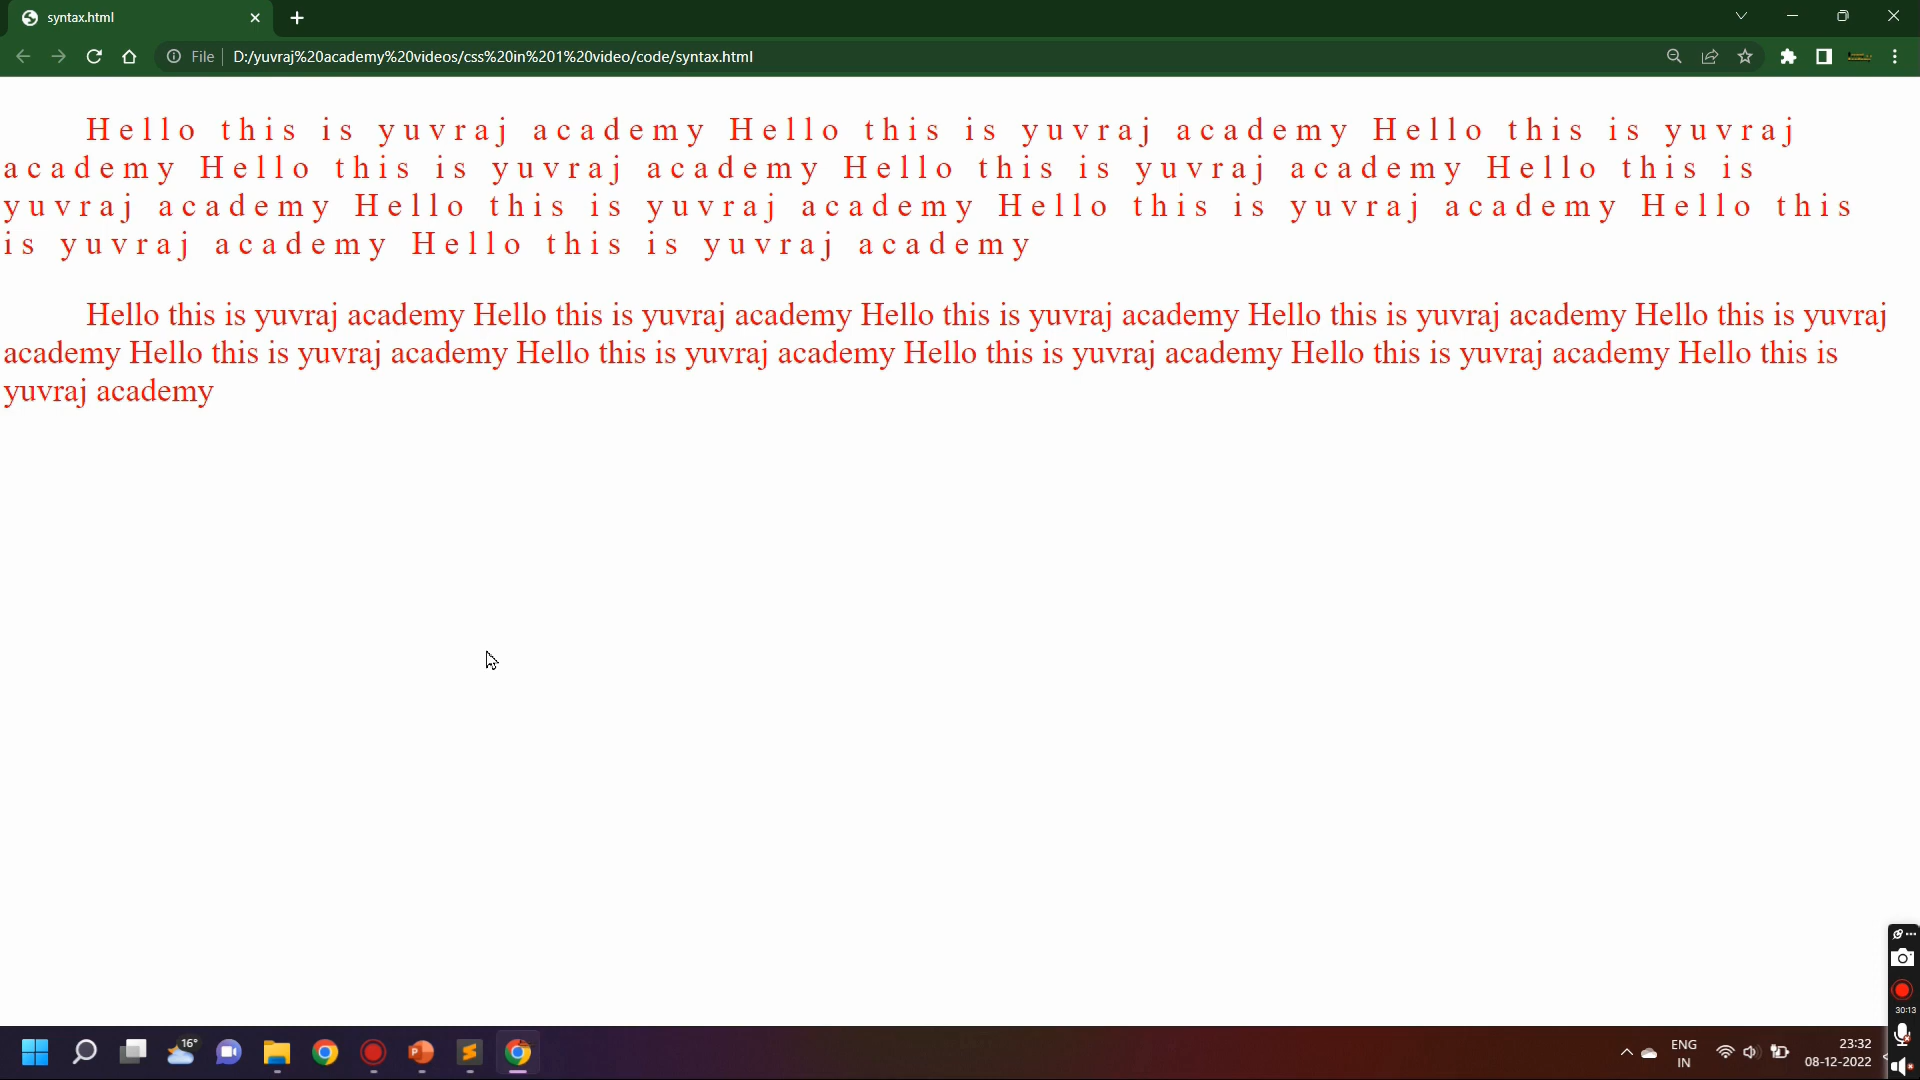 syntax.html
File D:/yuvraj%20academy%20videos/css%20in%201%20video/code/syntax.html
Hello this is yuvraj academy Hello this is yuvraj academy Hello this is yuvraj
academy Hello this is yuvraj academy Hello this is yuvraj academy Hello this is
yuvraj academy Hello this is yuvraj academy Hello this is yuvraj academy Hello this
is yuvraj academy Hello this is yuvraj academy
Hello this is yuvraj academy Hello this is yuvraj academy Hello this is yuvraj academy Hello this is yuvraj academy Hello this is yuvraj
academy Hello this is yuvraj academy Hello this is yuvraj academy Hello this is yuvraj academy Hello this is yuvraj academy Hello this is
yuvraj academy
30:13
16°
ENG
IN
23:32
08-12-2022